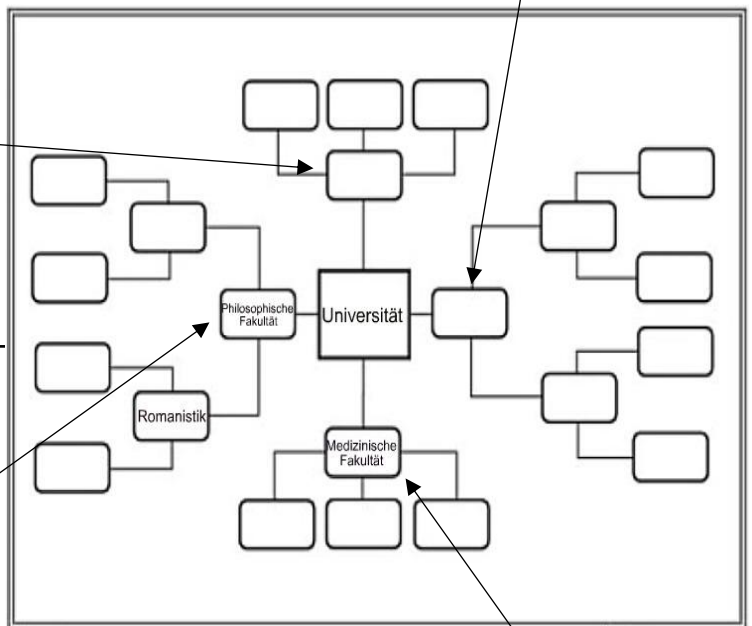 Philosophische
Fakultät
Universität
Romanistik
Medizinische
Fakultät